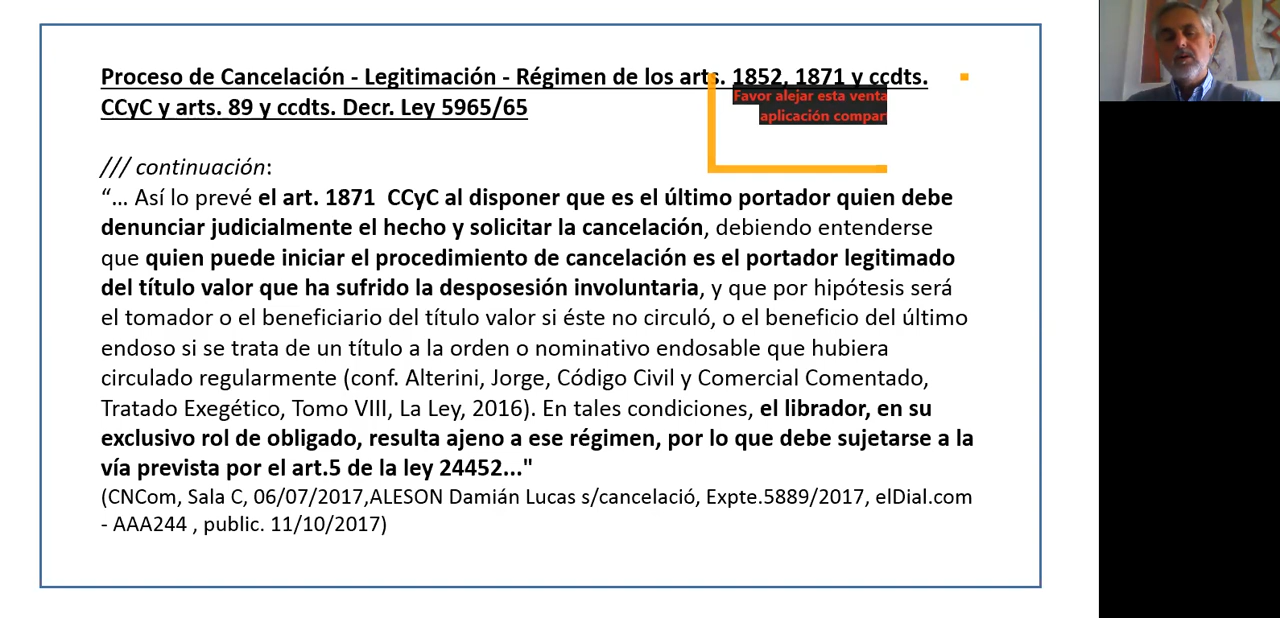 Proceso de Cancelación - Legitimación - Régimen de los arts. 1852, 1871 y ccdts.
CCyC y arts. 89 y ccdts. Decr. Ley 5965/65
Favor alejar esta venta
aplicación compar
/// continuación:
“... Así lo prevé el art. 1871 CCyC al disponer que es el último portador quien debe
denunciar judicialmente el hecho y solicitar la cancelación, debiendo entenderse
que quien puede iniciar el procedimiento de cancelación es el portador legitimado
del título valor que ha sufrido la desposesión involuntaria, y que por hipótesis será
el tomador o el beneficiario del título valor si éste no circuló, o el beneficio del último
endoso si se trata de un título a la orden o nominativo endosable que hubiera
circulado regularmente (conf. Alterini, Jorge, Código Civil y Comercial Comentado,
Tratado Exegético, Tomo VIII, La Ley, 2016). En tales condiciones, el librador, en su
exclusivo rol de obligado, resulta ajeno a ese régimen, por lo que debe sujetarse a la
vía prevista por el art.5 de la ley 24452..."
(CNCom, Sala C, 06/07/2017,ALESON Damián Lucas s/cancelació, Expte.5889/2017, elDial.com
- AAA244 , public. 11/10/2017)